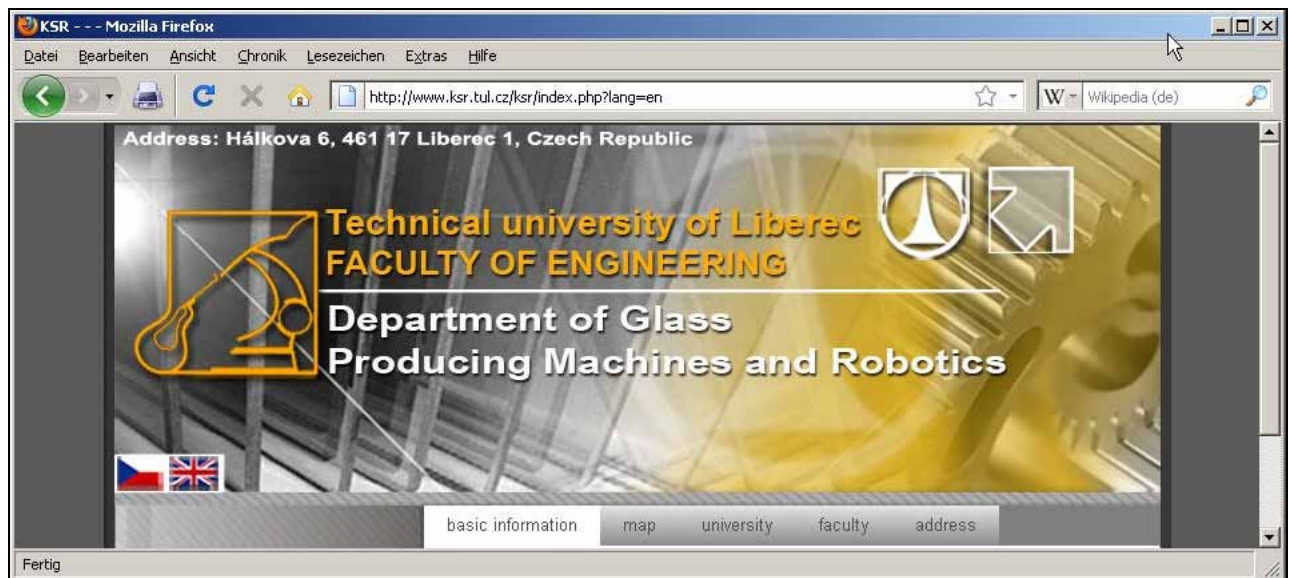 KSR - - - Mozilla Firefox
Datei Bearbeiten Ansicht Chronik Lesezeichen Extras Hilfe
http://www.ksr.tul.cz/ksr/index.php?lang=en
W Wikipedia (de)
Address: Hálkova 6, 461 17 Liberec 1, Czech Republic
Technical university of Liberec
FACULTY OF ENGINEERING
Department of Glass
Producing Machines and Robotics
basic information map university faculty address
Fertig